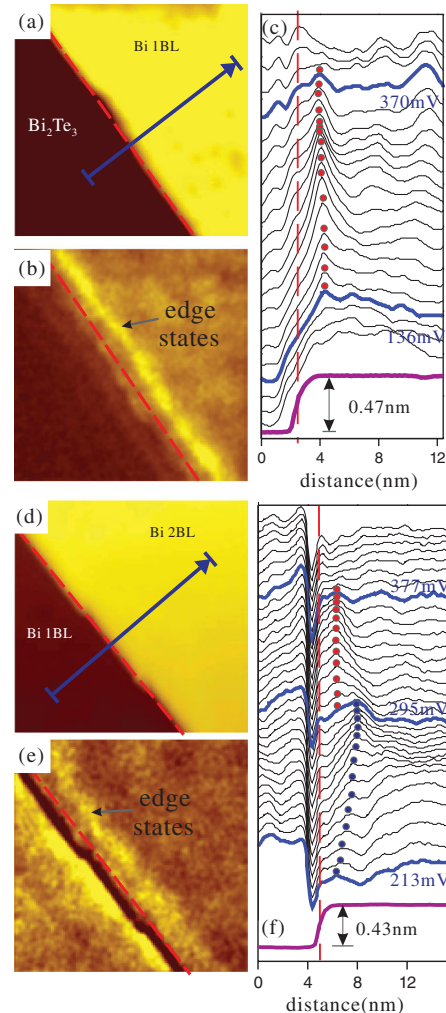 (a)
Bi 1BL
Bi₂Te₃
(b)
edge
states
(c)
370mV
136mV
0.47nm
0
4
8
12
distance(nm)
(d)
Bi 2BL
Bi 1BL
(e)
edge
states
377mV
295mV
213mV
(f)
0.43nm
0
4
8
12
distance(nm)